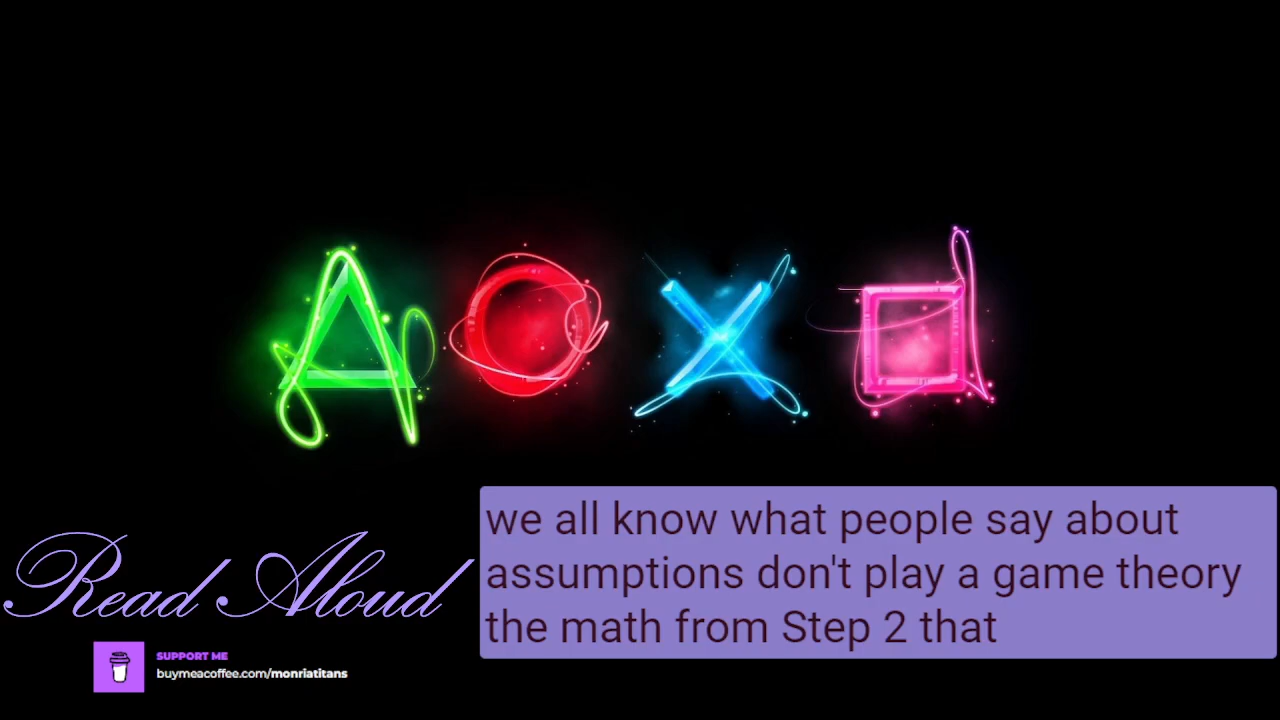 A O X d
we all know what people say about
assumptions don't play a game theory
the math from Step 2 that
Read Aloud
SUPPORT ME
buymeacoffee.com/monriatitans